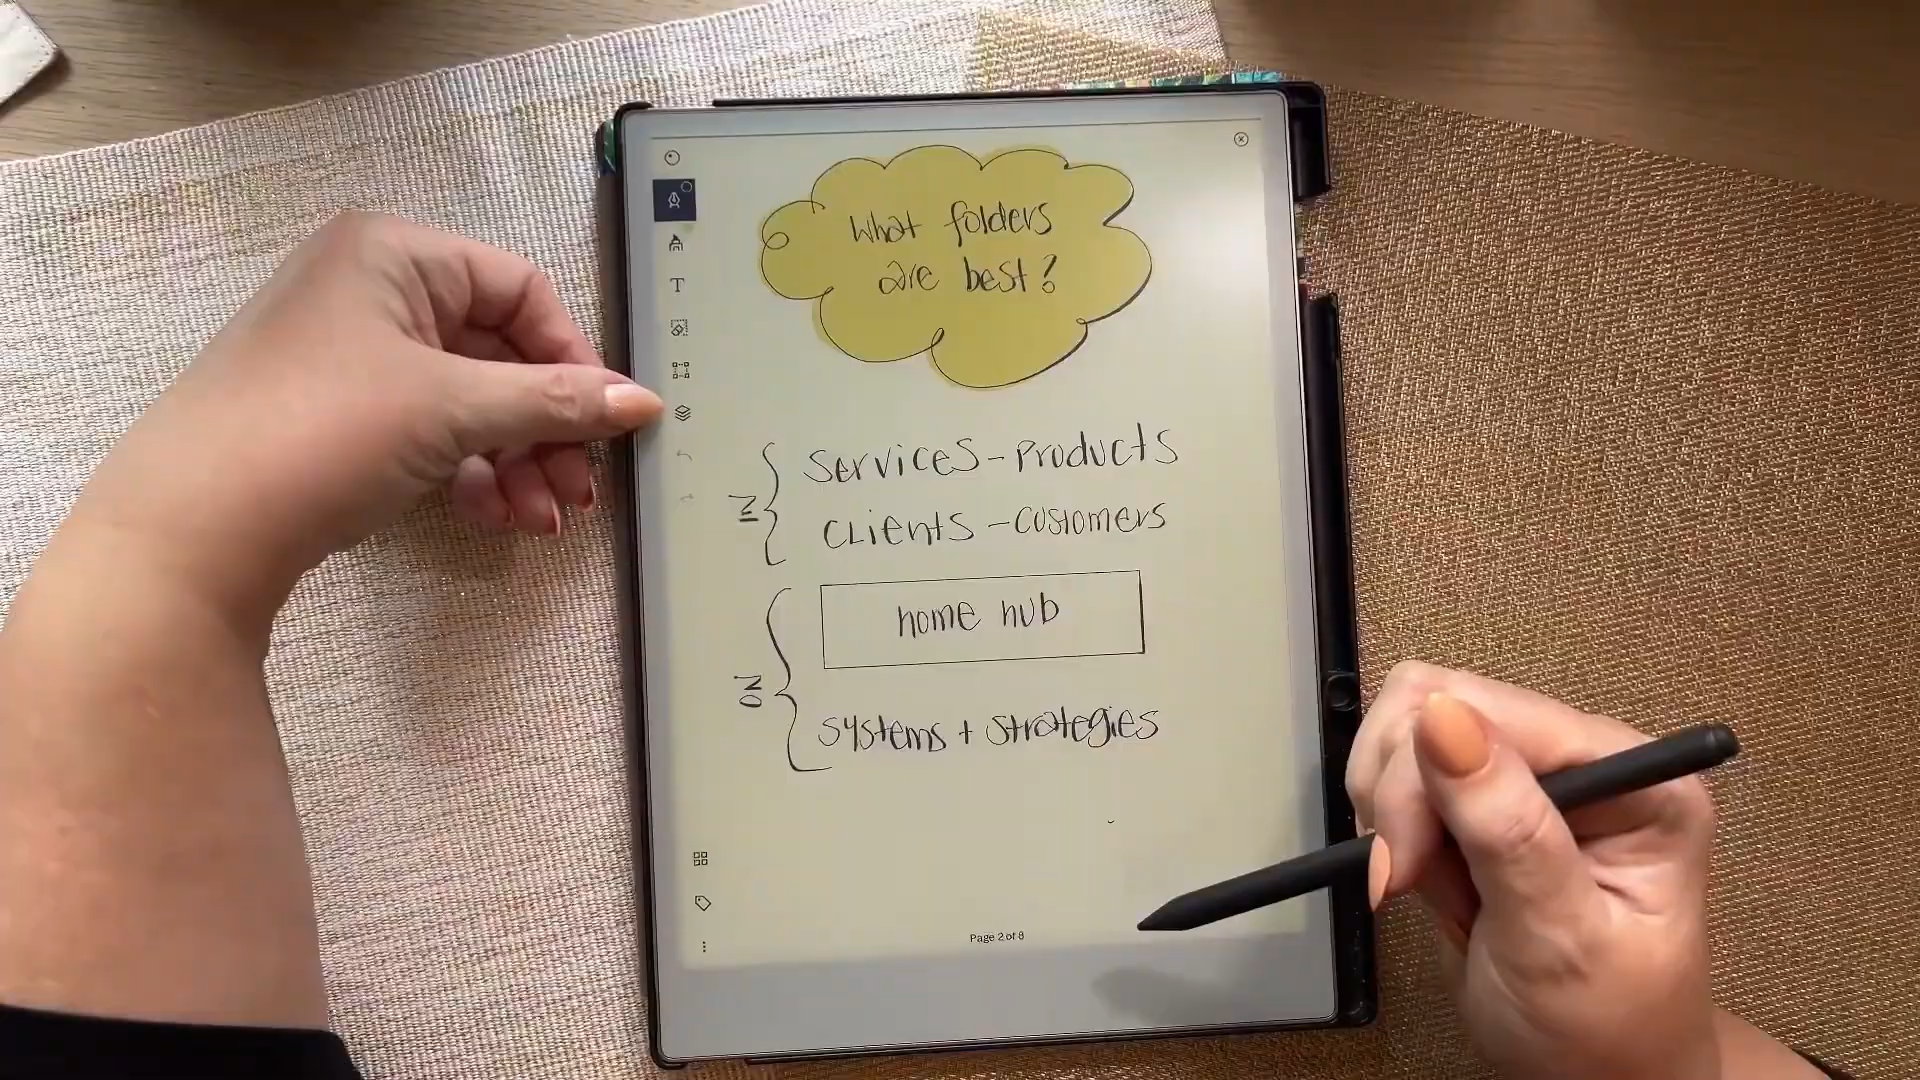 What folders
are best?
T
IN
Services - Products
Clients - Customers
ON
home hub
Systems + Strategies
Page 2 of 8